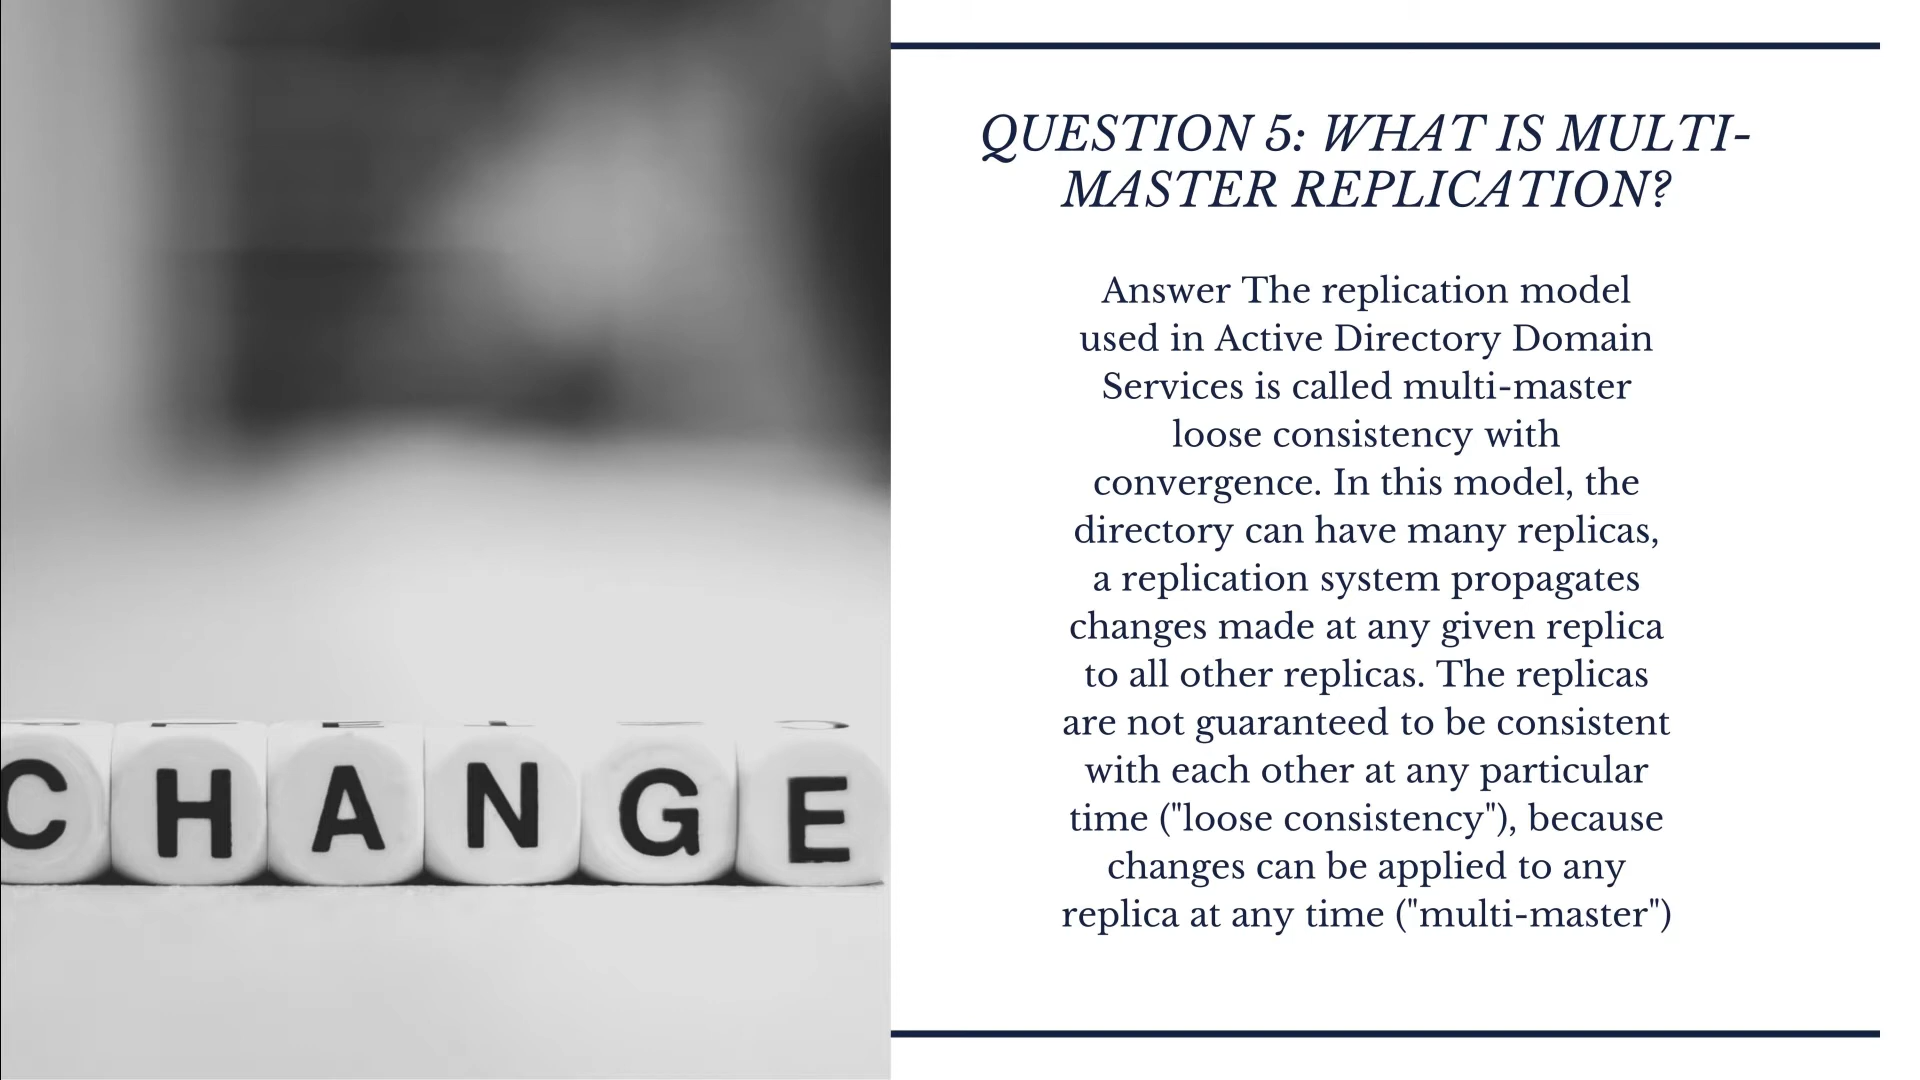 QUESTION 5: WHAT IS MULTI-
MASTER REPLICATION?
Answer The replication model
used in Active Directory Domain
Services is called multi-master
loose consistency with
convergence. In this model, the
directory can have many replicas,
a replication system propagates
changes made at any given replica
to all other replicas. The replicas
are not guaranteed to be consistent
with each other at any particular
time ("loose consistency"), because
changes can be applied to any
replica at any time ("multi-master")
CHANGE